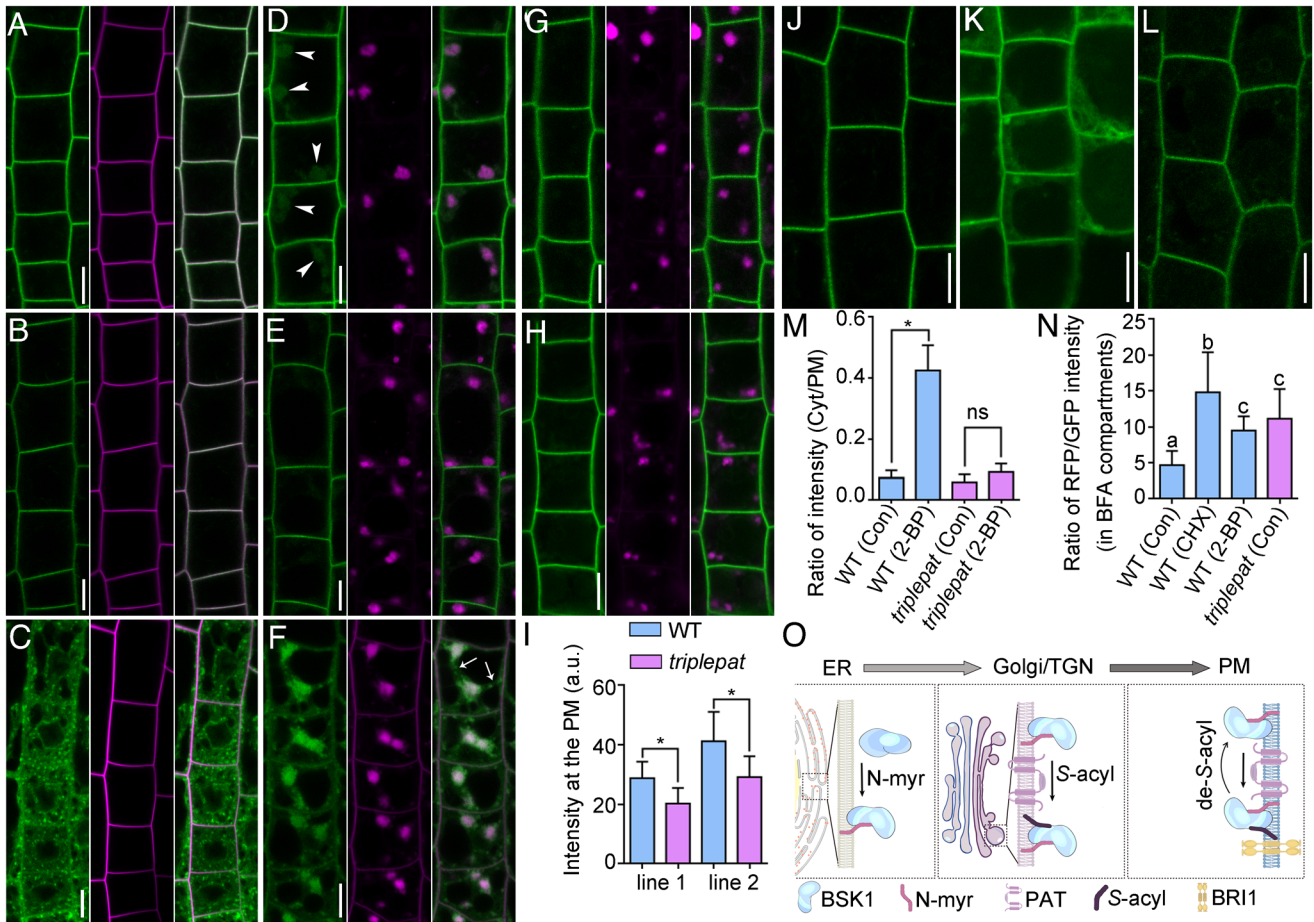 A
D
G
J
K
L
B
E
H
M
Ratio of intensity (Cyt/PM)
0.6
0.4
0.2
0.0
*
ns
WT (Con)
WT (2-BP)
triplepat (Con)
triplepat (2-BP)
N
Ratio of RFP/GFP intensity
(in BFA compartments)
25
20
15
10
5
0
a
b
c
c
WT (Con)
WT (CHX)
WT (2-BP)
triplepat (Con)
C
F
I
WT
triplepat
Intensity at the PM (a.u.)
60
40
20
0
*
*
line 1
line 2
O
ER
Golgi/TGN
PM
N-myr
S-acyl
de-S-acyl
BSK1
N-myr
PAT
S-acyl
BRI1